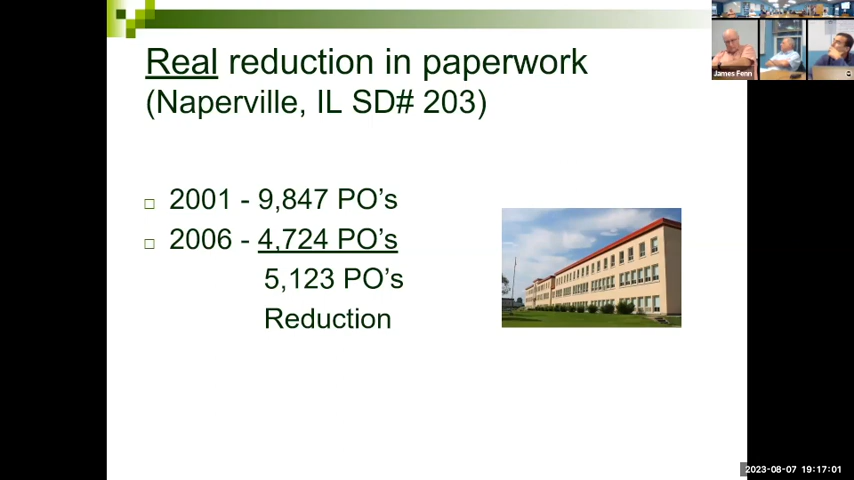 Real reduction in paperwork
(Naperville, IL SD# 203)
2001 - 9,847 PO's
2006 - 4,724 PO's
5,123 PO's
Reduction
James Fenn
2023-08-07 19:17:01